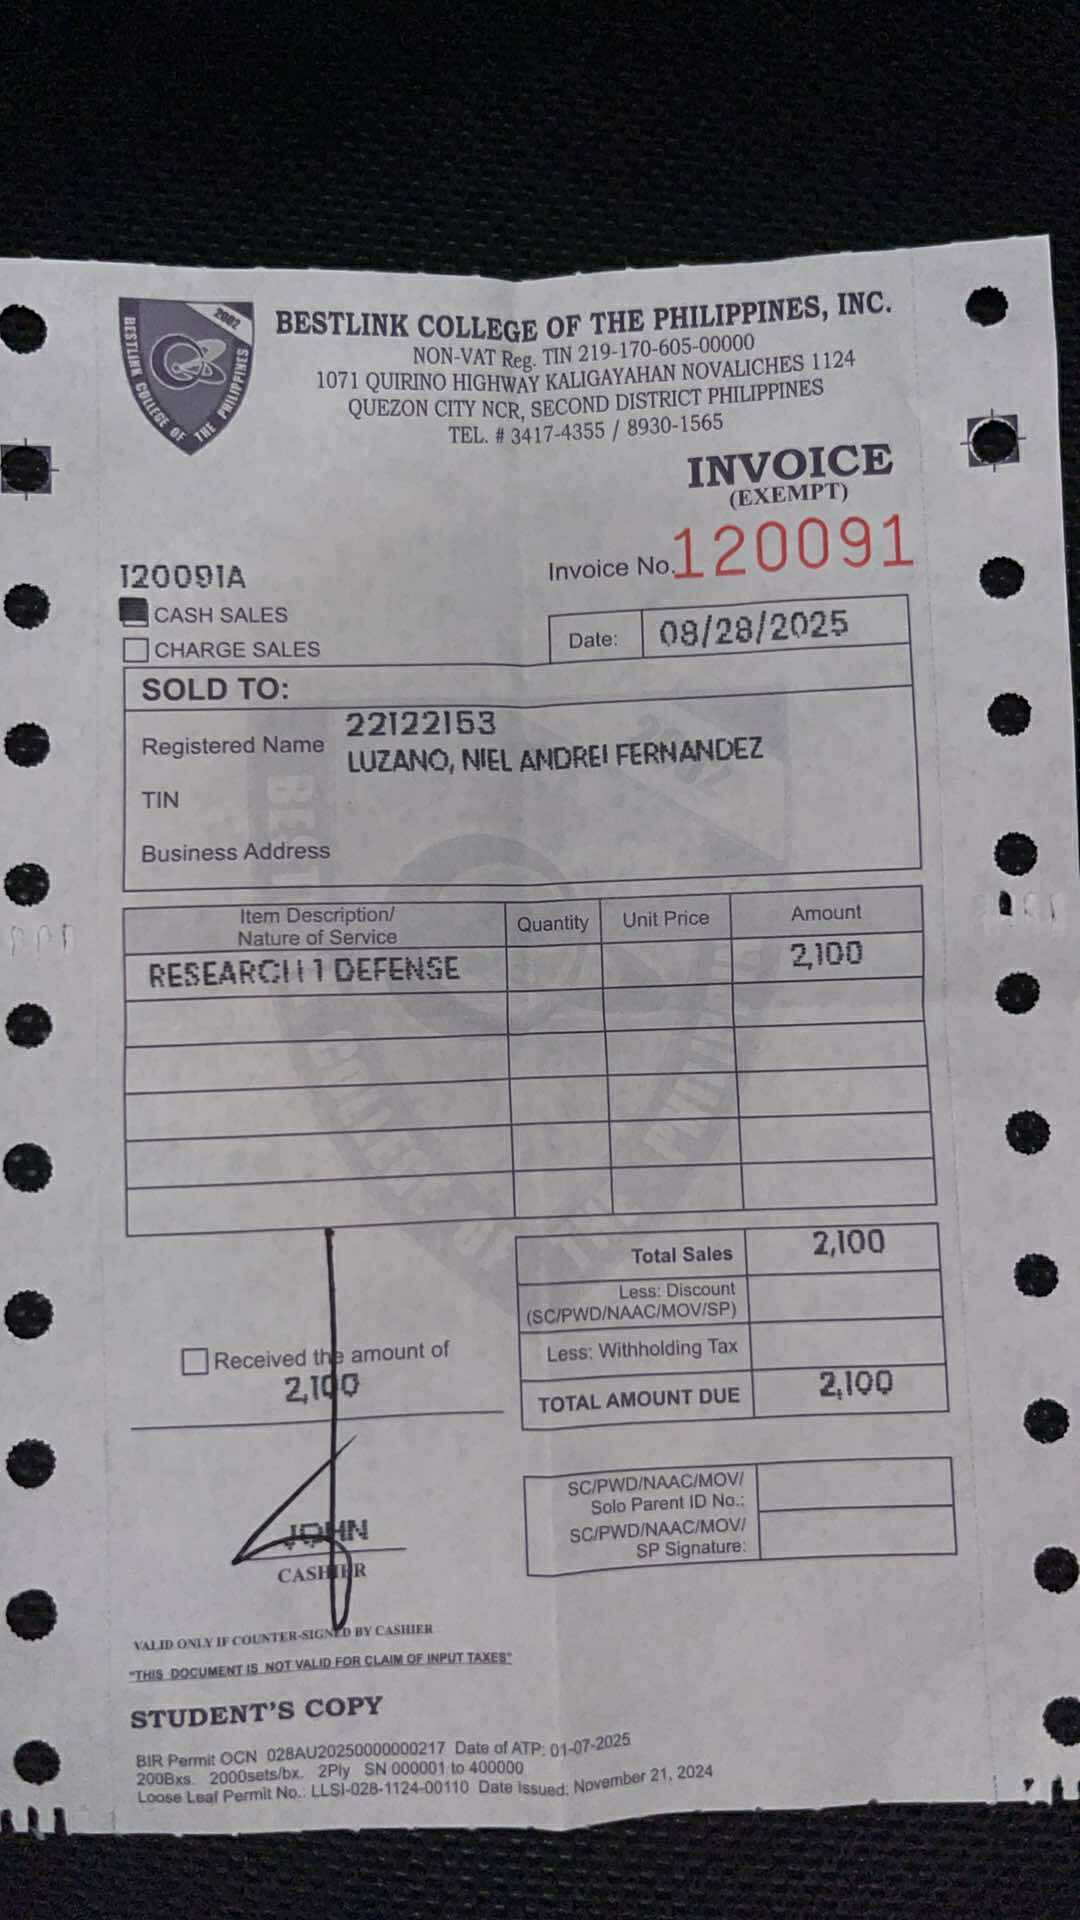 2002
BESTLINK COLLEGE OF THE PHILIPPINES
BESTLINK COLLEGE OF THE PHILIPPINES, INC.
NON-VAT Reg. TIN 219-170-605-00000
1071 QUIRINO HIGHWAY KALIGAYAHAN NOVALICHES 1124
QUEZON CITY NCR, SECOND DISTRICT PHILIPPINES
TEL. # 3417-4355 / 8930-1565
INVOICE
(EXEMPT)
Invoice No. 120091
120091A
CASH SALES
CHARGE SALES
Date: 08/28/2025
SOLD TO:
22122153
Registered Name LUZANO, NIEL ANDREI FERNANDEZ
TIN
Business Address
Item Description/ Nature of Service Quantity Unit Price Amount
RESEARCH 1 DEFENSE 2,100
Total Sales 2,100
Less: Discount
(SC/PWD/NAAC/MOV/SP)
Less: Withholding Tax
TOTAL AMOUNT DUE 2,100
Received the amount of
2,100
SC/PWD/NAAC/MOV/
Solo Parent ID No.:
SC/PWD/NAAC/MOV/
SP Signature:
JOHN
CASHIER
VALID ONLY IF COUNTER-SIGNED BY CASHIER
"THIS DOCUMENT IS NOT VALID FOR CLAIM OF INPUT TAXES"
STUDENT'S COPY
BIR Permit OCN 028AU20250000000217 Date of ATP: 01-07-2025
200Bxs. 2000sets/bx. 2Ply SN 000001 to 400000
Loose Leaf Permit No.: LLSI-028-1124-00110 Date Issued: November 21, 2024